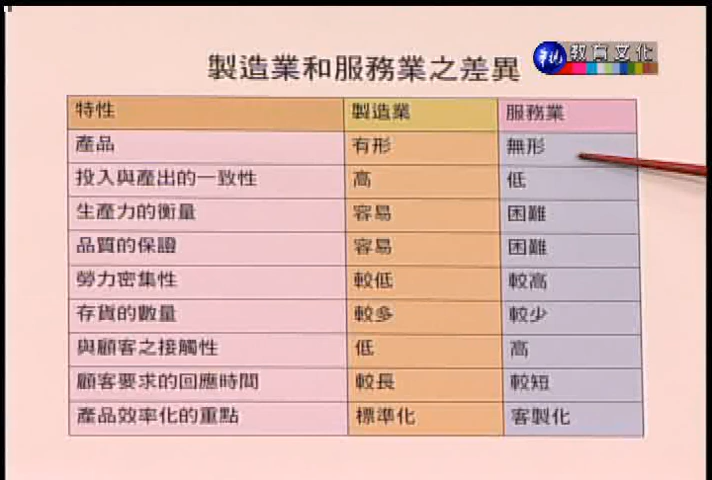 製造業和服務業之差異
華視 教育文化
特性 製造業 服務業
產品 有形 無形
投入與產出的一致性 高 低
生產力的衡量 容易 困難
品質的保證 容易 困難
勞力密集性 較低 較高
存貨的數量 較多 較少
與顧客之接觸性 低 高
顧客要求的回應時間 較長 較短
產品效率化的重點 標準化 客製化